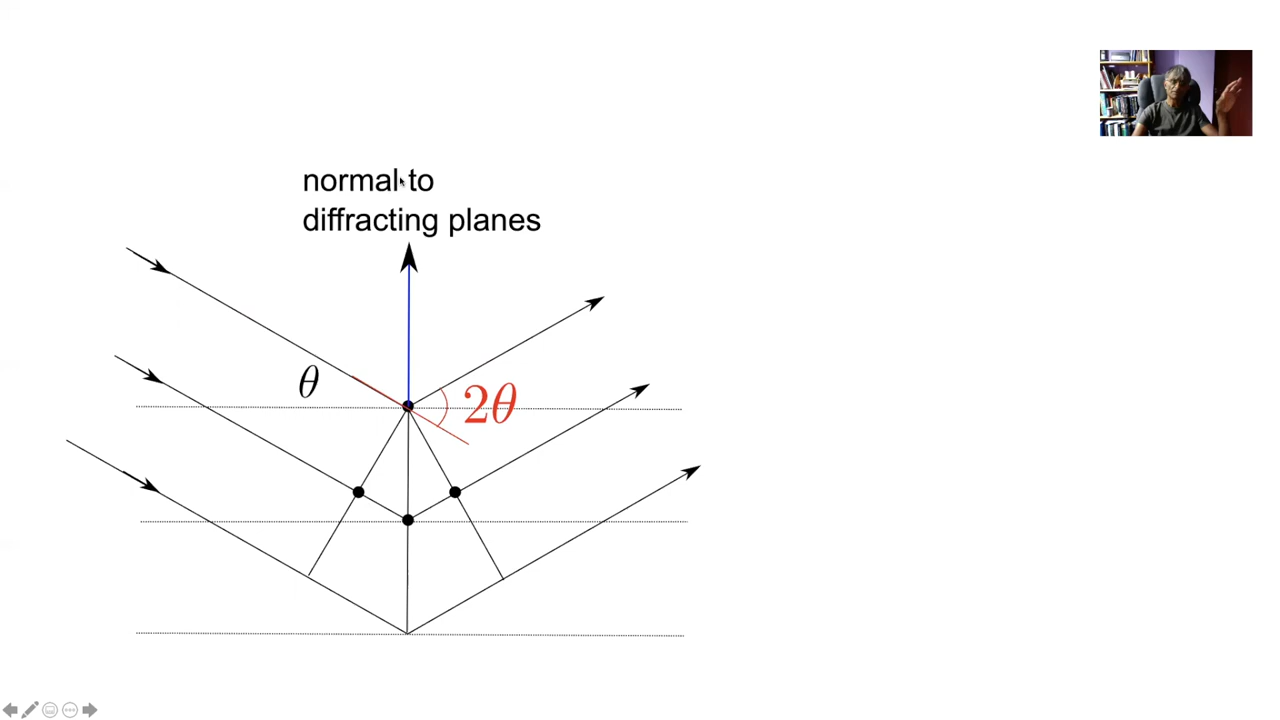 normal to
diffracting planes
θ
2θ